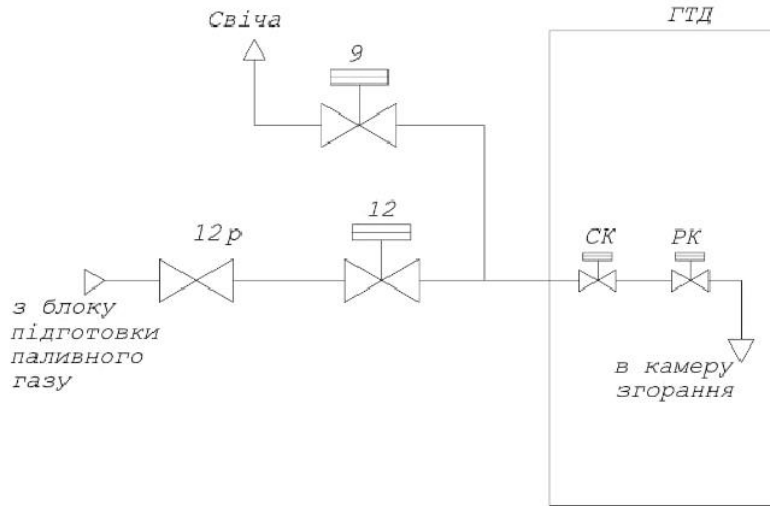 ГТД
Свіча
9
12р
12
СК
РК
з блоку
підготовки
паливного
газу
в камеру
згорання